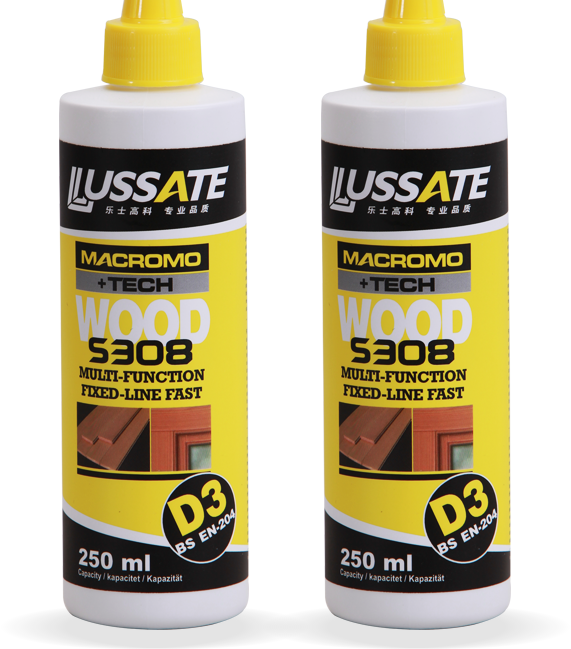 LUSSATE
乐士高科 专业品质
MACROMO
+TECH
WOOD
S308
MULTI-FUNCTION
FIXED-LINE FAST
D3
BS EN-204
250 ml
Capacity / kapacitet / Kapazität
LUSSATE
乐士高科 专业品质
MACROMO
+TECH
WOOD
S308
MULTI-FUNCTION
FIXED-LINE FAST
D3
BS EN-204
250 ml
Capacity / kapacitet / Kapazität